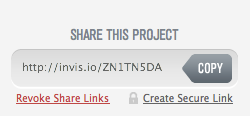 SHARE THIS PROJECT
http://invis.io/ZN1TN5DA COPY
Revoke Share Links Create Secure Link